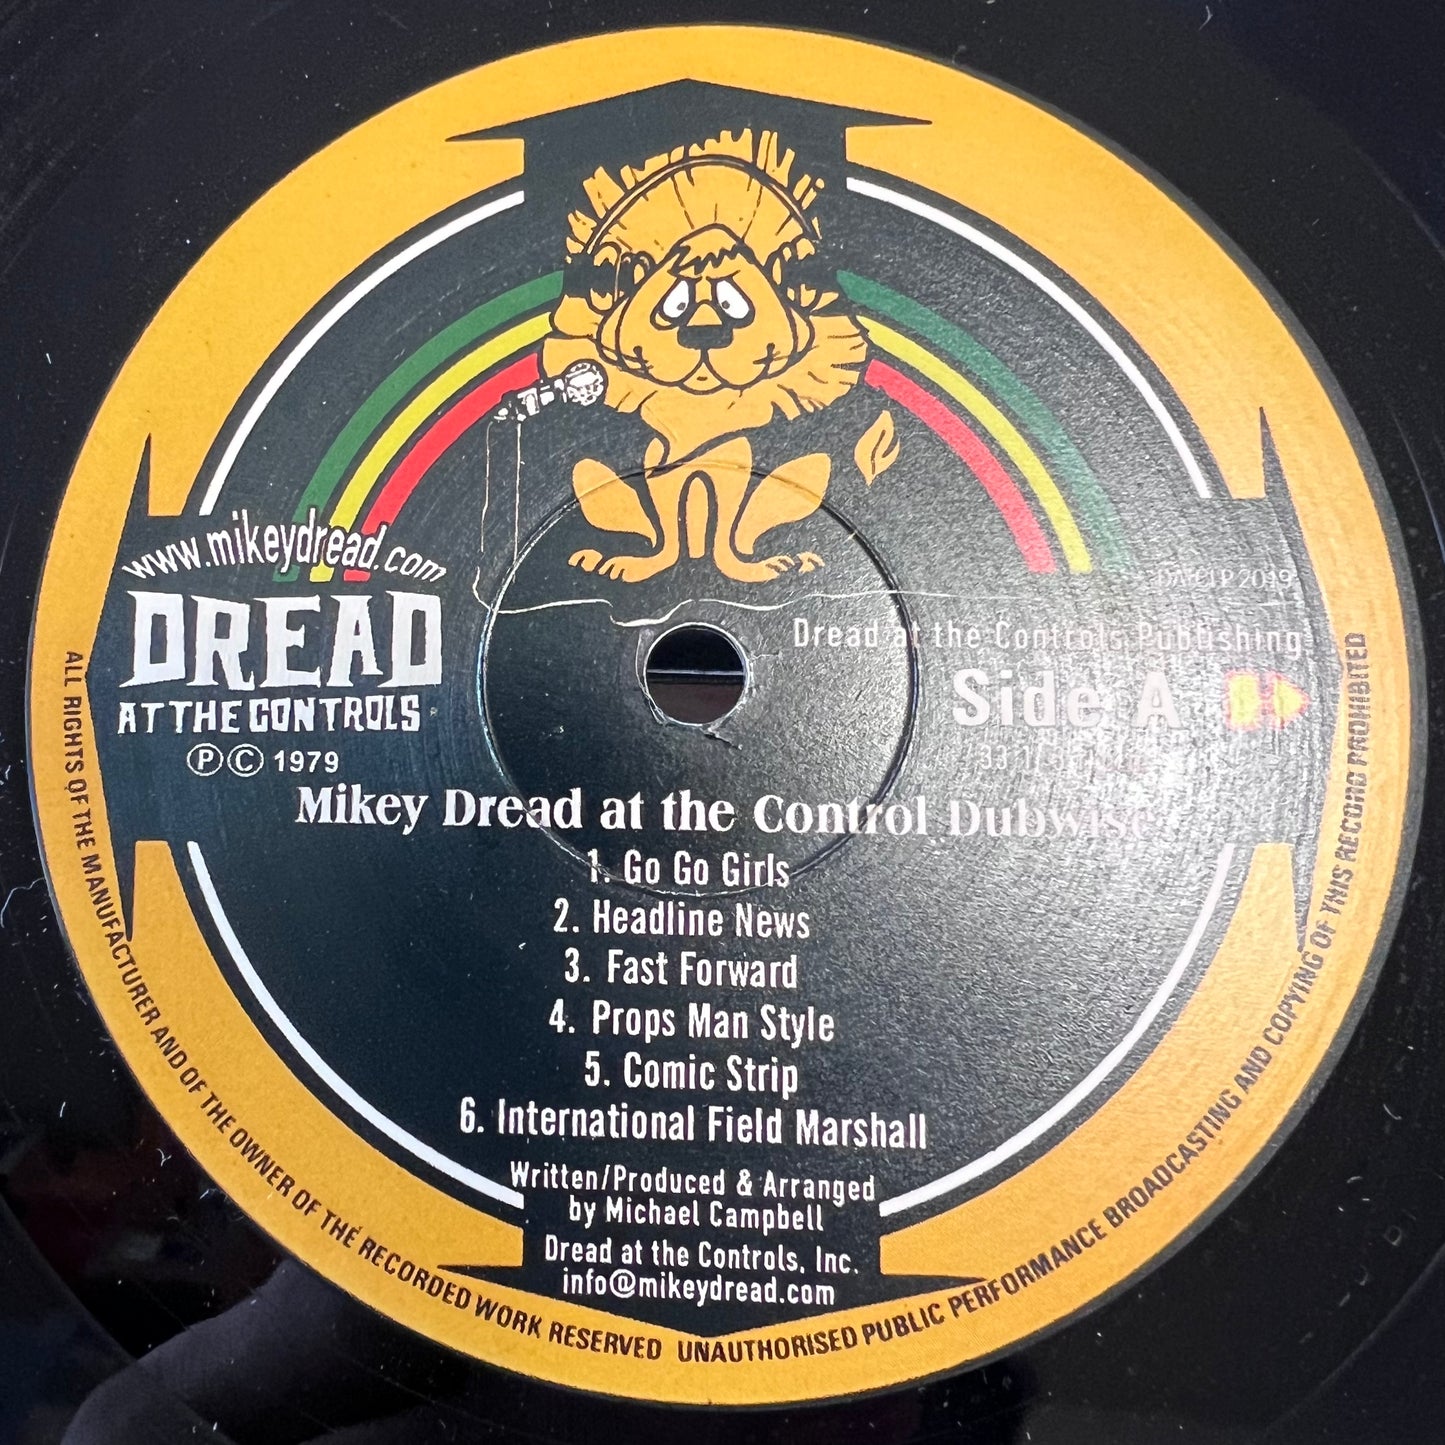 www.mikeydread.com
DREAD
AT THE CONTROLS
Ⓟ© 1979
Dread at the Controls Publishing
Side A
33 1/
Mikey Dread at the Control Dubwise
1. Go Go Girls
2. Headline News
3. Fast Forward
4. Props Man Style
5. Comic Strip
6. International Field Marshall
Written/Produced & Arranged
by Michael Campbell
Dread at the Controls, Inc.
info@mikeydread.com
ALL RIGHTS OF THE MANUFACTURER AND OF THE OWNER OF THE RECORDED WORK RESERVED UNAUTHORISED PUBLIC PERFORMANCE BROADCASTING AND COPYING OF THIS RECORD PROHIBITED